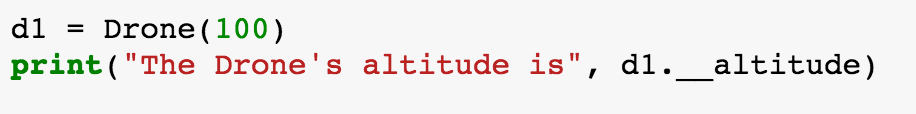 d1 = Drone(100)
print("The Drone's altitude is", d1.__altitude)